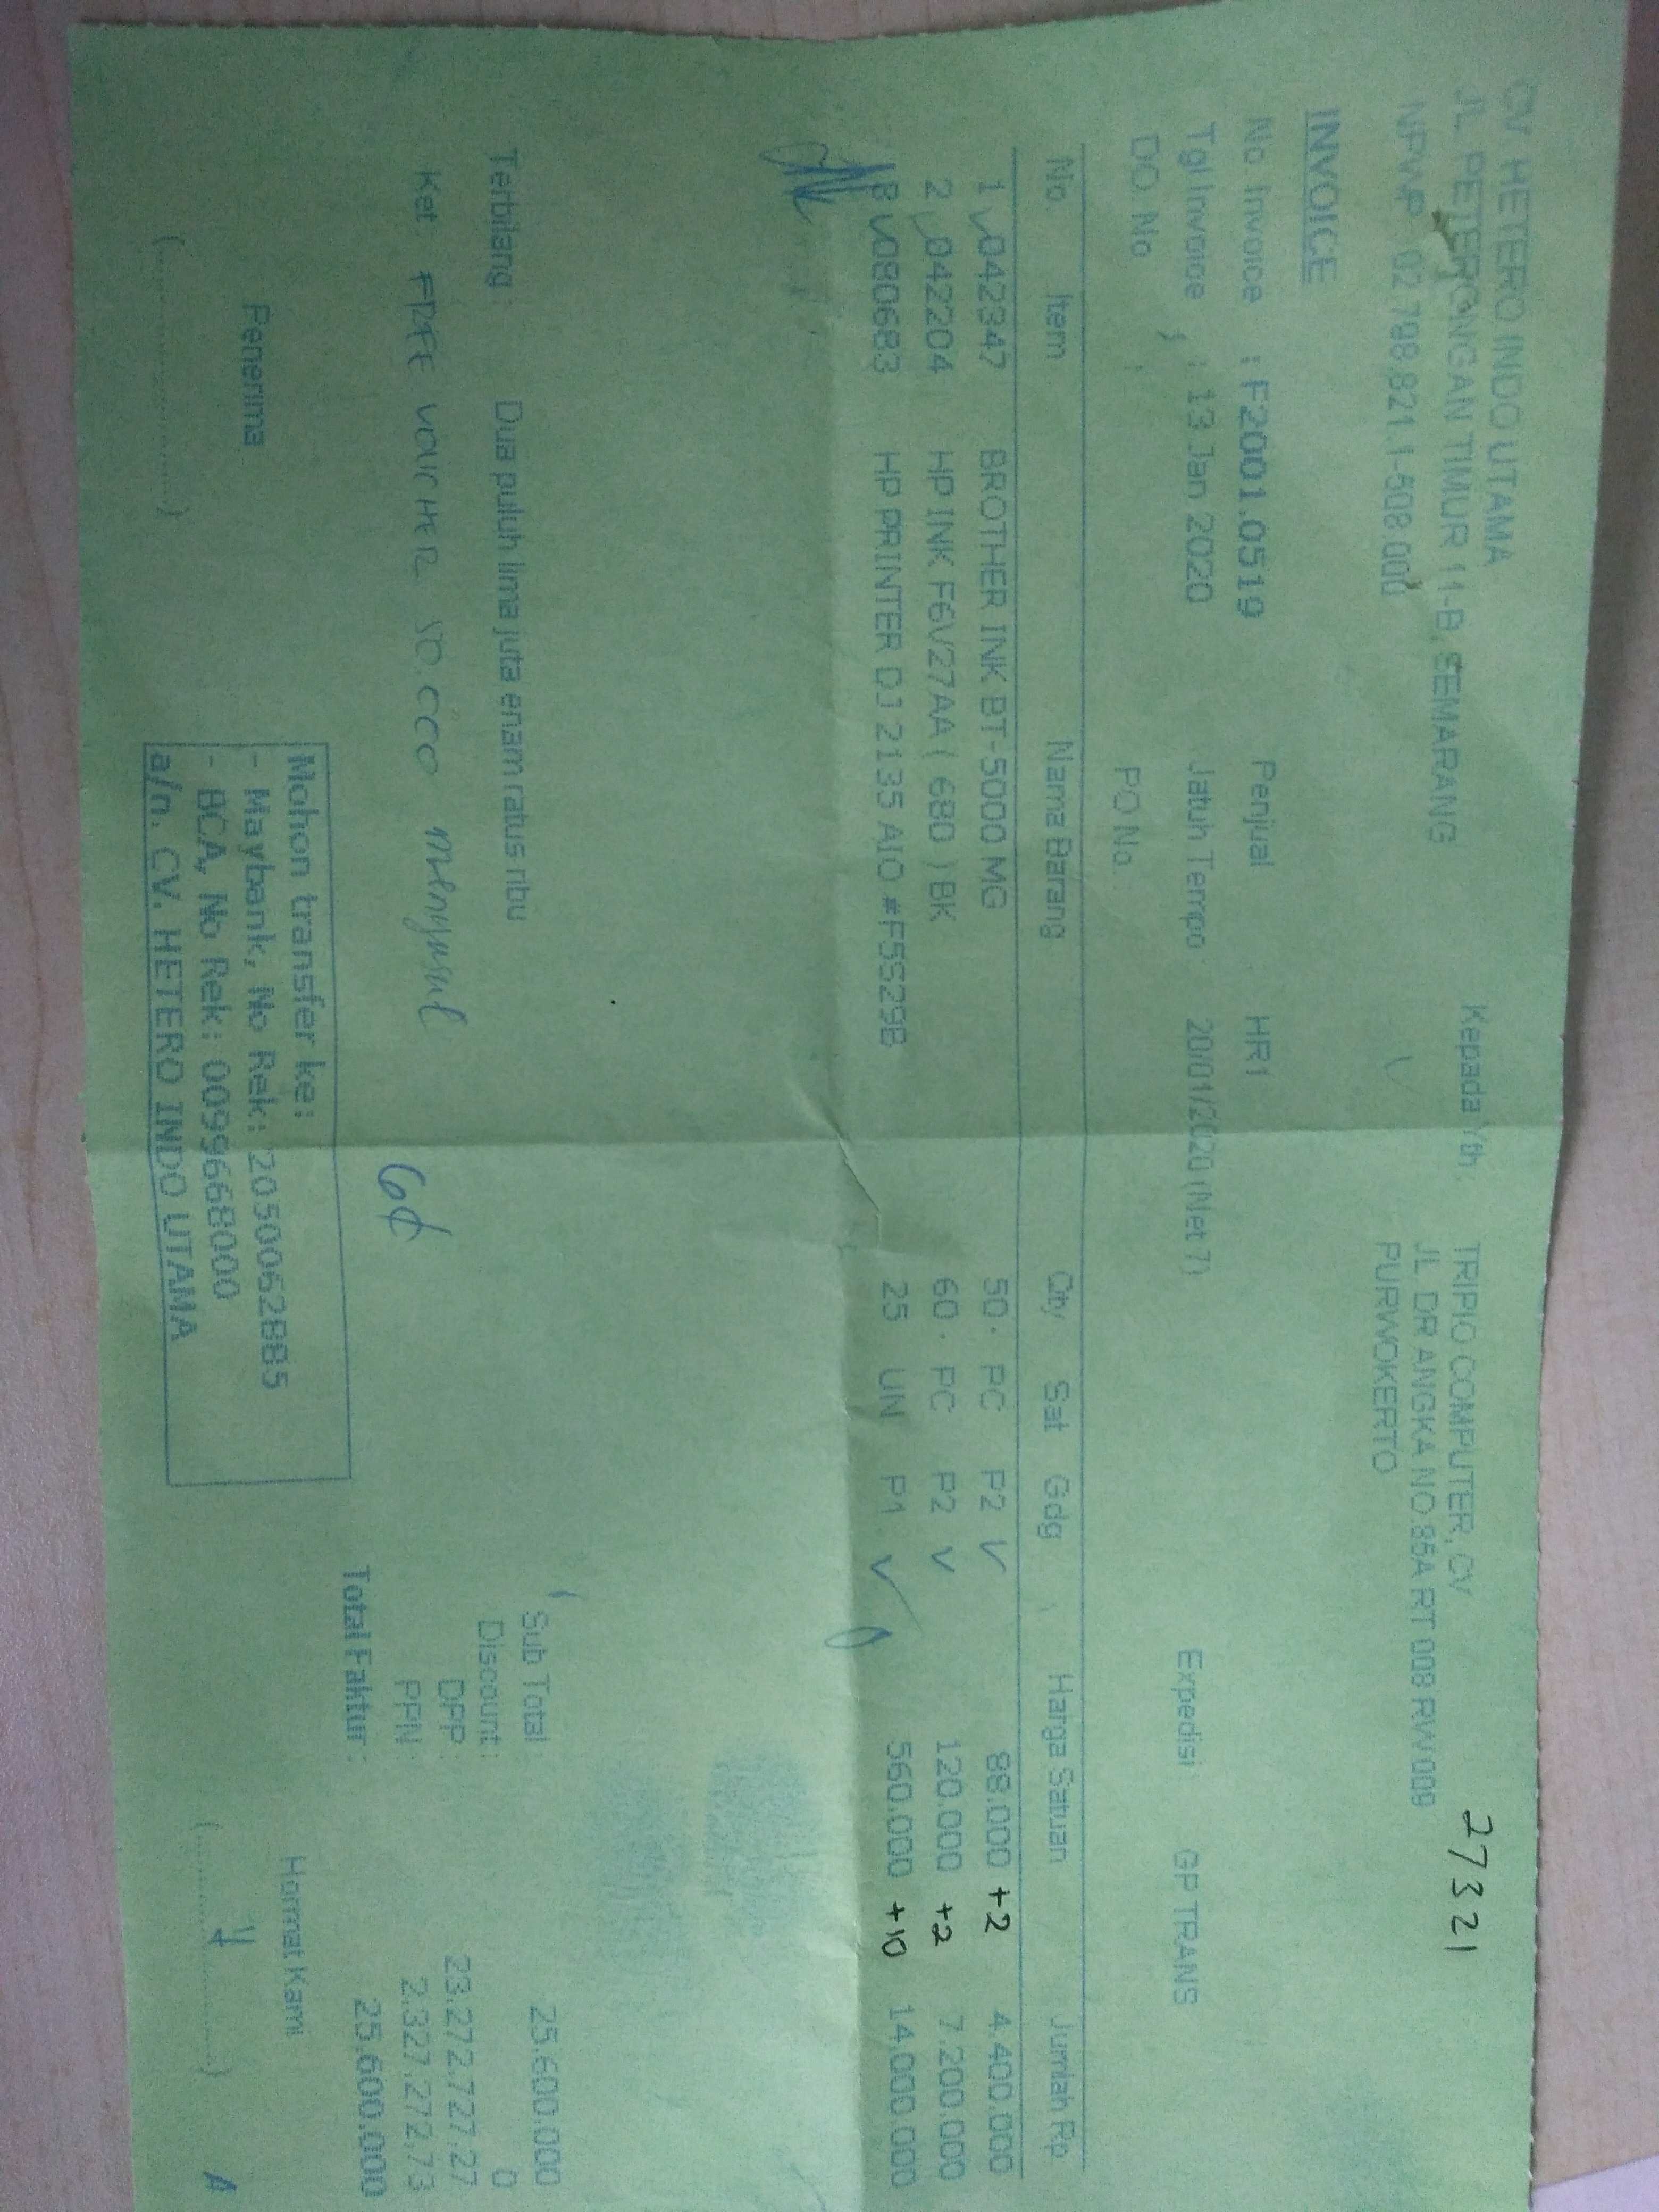 CV HETERO INDO UTAMA
JL. PETERONGAN TIMUR 11-B, SEMARANG
NPWP 02.798.821.1-508.000
Kepada Yth. TRIPIO COMPUTER, CV
JL. DR ANGKA NO.85A RT 008 RW 009
PURWOKERTO
27321
INVOICE
No. Invoice : F2001.0519 Penjual HR1
Tgl Invoice : 13 Jan 2020 Jatuh Tempo 20/01/2020 (Net 7) Expedisi GP TRANS
DO. No : PO No.
No. Item Nama Barang Qty Sat Gdg Harga Satuan Jumlah Rp
1 042347 BROTHER INK BT-5000 MG 50 PC P2 88.000 +2 4.400.000
2 042204 HP INK F6V27AA ( 680 ) BK 60 PC P2 120.000 +2 7.200.000
8 080683 HP PRINTER DJ 2135 AIO #F5S29B 25 UN P1 560.000 +10 14.000.000
Terbilang : Dua puluh lima juta enam ratus ribu
Sub Total : 25.600.000
Discount : 0
DPP : 23.272.727,27
PPN : 2.327.272,73
Total Faktur : 25.600.000
Ket. FREE VOUCHER 50.000 menyusul
Penerima
(....................)
Mohon transfer ke:
- Maybank, No Rek: 2050062885
- BCA, No Rek: 009668000
a/n. CV. HETERO INDO UTAMA
Hormat Kami
(....................)